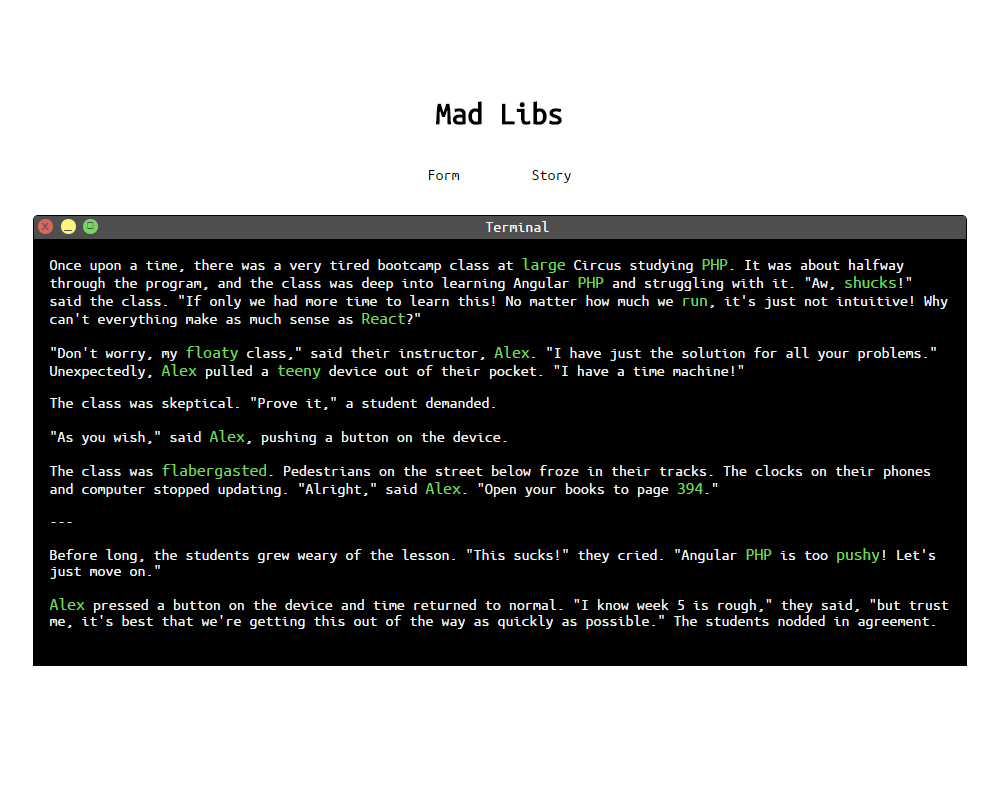 Mad Libs
Form Story
X _ □ Terminal
Once upon a time, there was a very tired bootcamp class at large Circus studying PHP. It was about halfway
through the program, and the class was deep into learning Angular PHP and struggling with it. "Aw, shucks!"
said the class. "If only we had more time to learn this! No matter how much we run, it's just not intuitive! Why
can't everything make as much sense as React?"
"Don't worry, my floaty class," said their instructor, Alex. "I have just the solution for all your problems."
Unexpectedly, Alex pulled a teeny device out of their pocket. "I have a time machine!"
The class was skeptical. "Prove it," a student demanded.
"As you wish," said Alex, pushing a button on the device.
The class was flabergasted. Pedestrians on the street below froze in their tracks. The clocks on their phones
and computer stopped updating. "Alright," said Alex. "Open your books to page 394."
---
Before long, the students grew weary of the lesson. "This sucks!" they cried. "Angular PHP is too pushy! Let's
just move on."
Alex pressed a button on the device and time returned to normal. "I know week 5 is rough," they said, "but trust
me, it's best that we're getting this out of the way as quickly as possible." The students nodded in agreement.